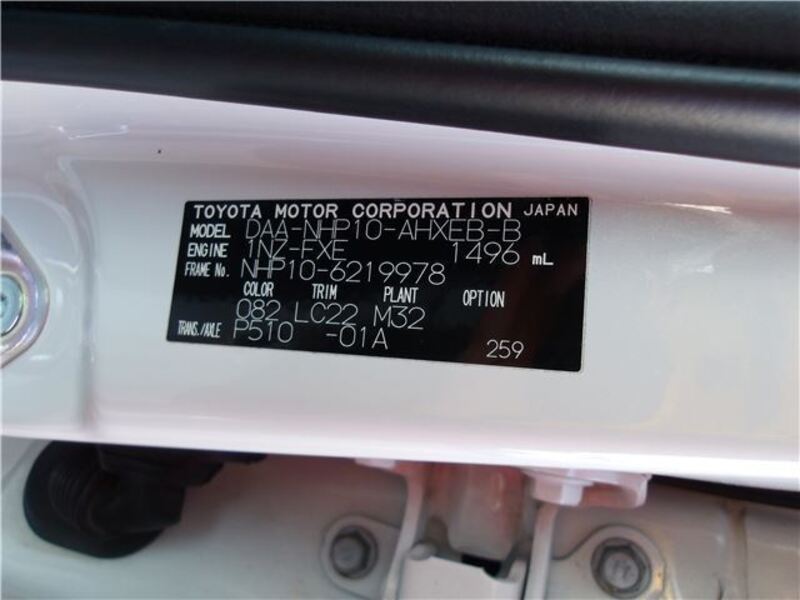 TOYOTA MOTOR CORPORATION JAPAN
MODEL DAA-NHP10-AHXEB-B
ENGINE 1NZ-FXE 1496 mL
FRAME No. NHP10-6219978
COLOR TRIM PLANT OPTION
082 LC22 M32
TRANS./AXLE P510 -01A
259